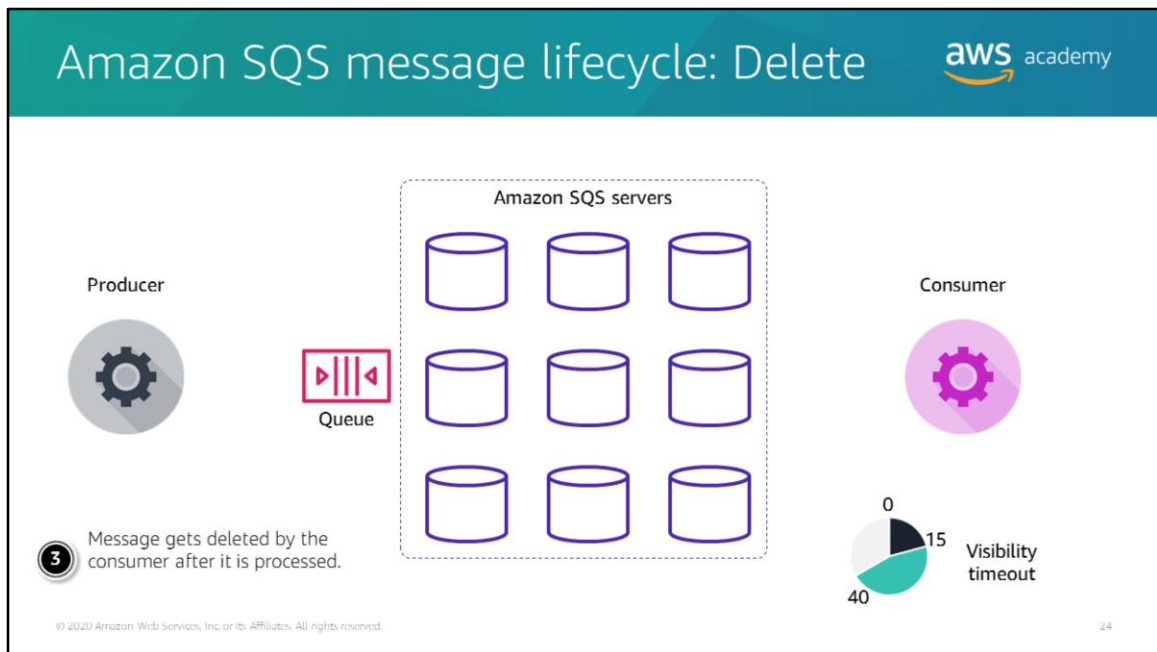 Amazon SQS message lifecycle: Delete
aws academy
Amazon SQS servers
Producer
Consumer
Queue
3
Message gets deleted by the
consumer after it is processed.
0
15
40
Visibility
timeout
© 2020 Amazon Web Services, Inc. or its Affiliates. All rights reserved.
24